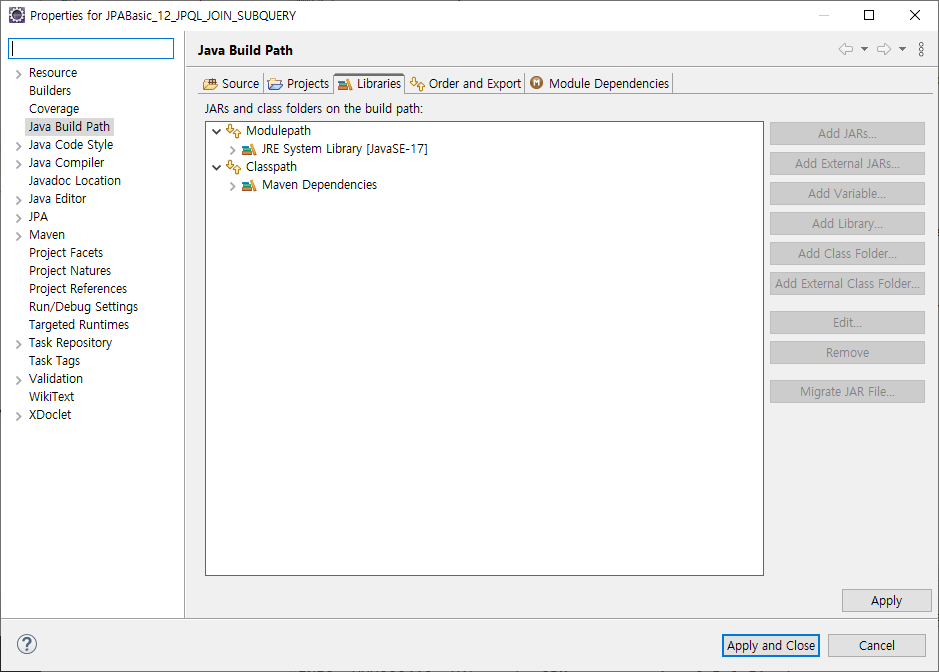 Properties for JPABasic_12_JPQL_JOIN_SUBQUERY
Resource
Builders
Coverage
Java Build Path
Java Code Style
Java Compiler
Javadoc Location
Java Editor
JPA
Maven
Project Facets
Project Natures
Project References
Run/Debug Settings
Targeted Runtimes
Task Repository
Task Tags
Validation
WikiText
XDoclet
Java Build Path
Source Projects Libraries Order and Export M Module Dependencies
JARs and class folders on the build path:
Modulepath
JRE System Library [JavaSE-17]
Classpath
Maven Dependencies
Add JARs...
Add External JARs...
Add Variable...
Add Library...
Add Class Folder...
Add External Class Folder...
Edit...
Remove
Migrate JAR File...
Apply
? Apply and Close Cancel